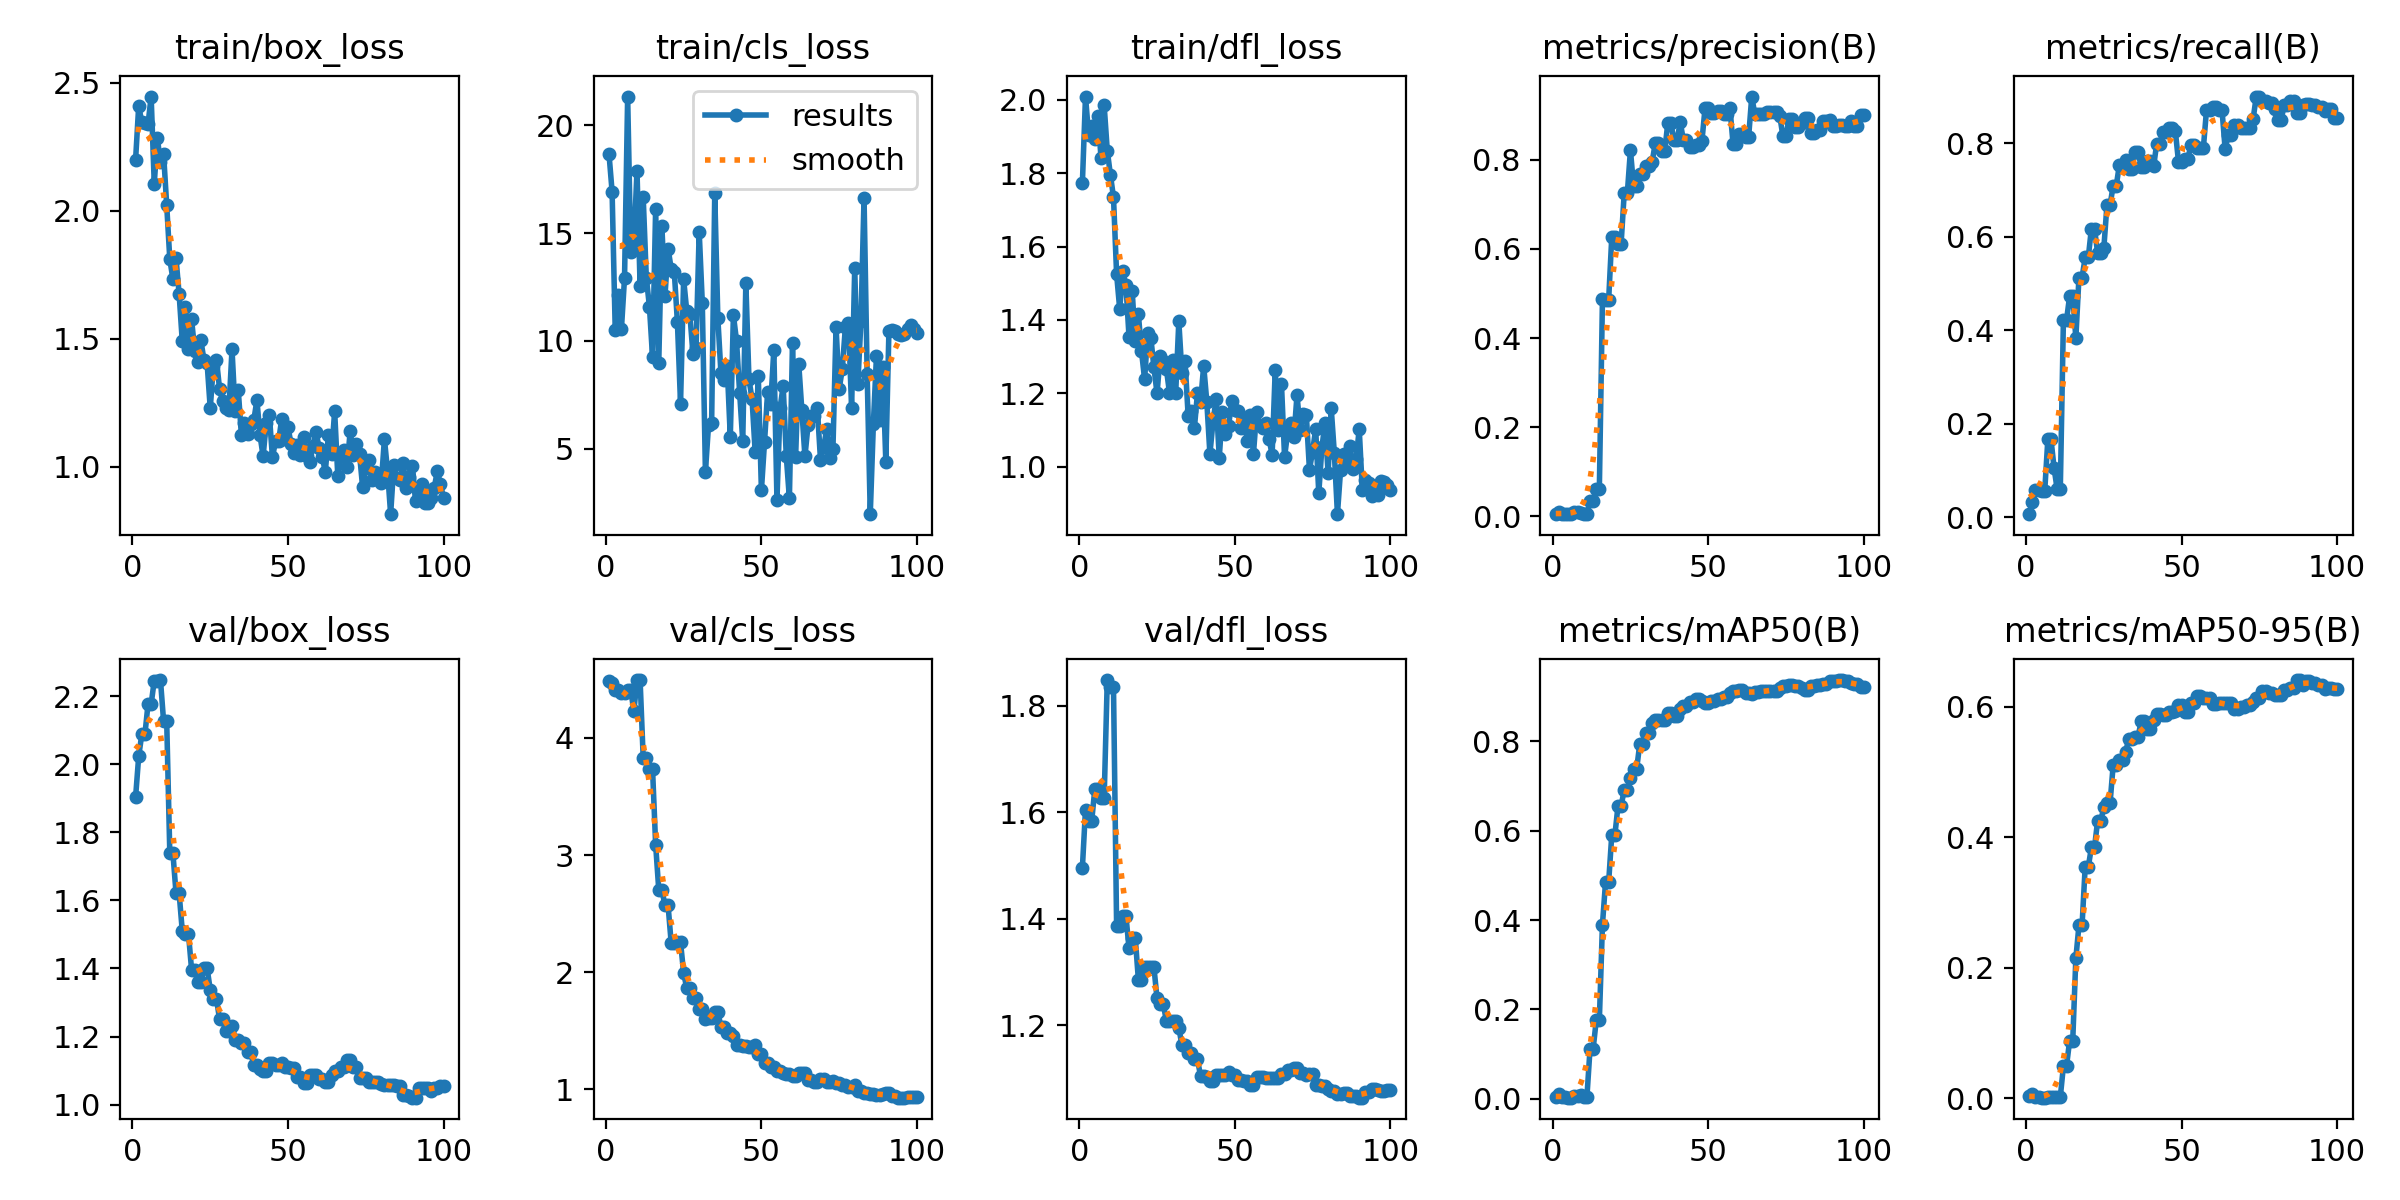 train/box_loss
train/cls_loss
train/dfl_loss
metrics/precision(B)
metrics/recall(B)
2.5
2.0
1.5
1.0
0 50 100
20
15
10
5
0 50 100
results
smooth
2.0
1.8
1.6
1.4
1.2
1.0
0 50 100
0.8
0.6
0.4
0.2
0.0
0 50 100
0.8
0.6
0.4
0.2
0.0
0 50 100
val/box_loss
val/cls_loss
val/dfl_loss
metrics/mAP50(B)
metrics/mAP50-95(B)
2.2
2.0
1.8
1.6
1.4
1.2
1.0
0 50 100
4
3
2
1
0 50 100
1.8
1.6
1.4
1.2
0 50 100
0.8
0.6
0.4
0.2
0.0
0 50 100
0.6
0.4
0.2
0.0
0 50 100